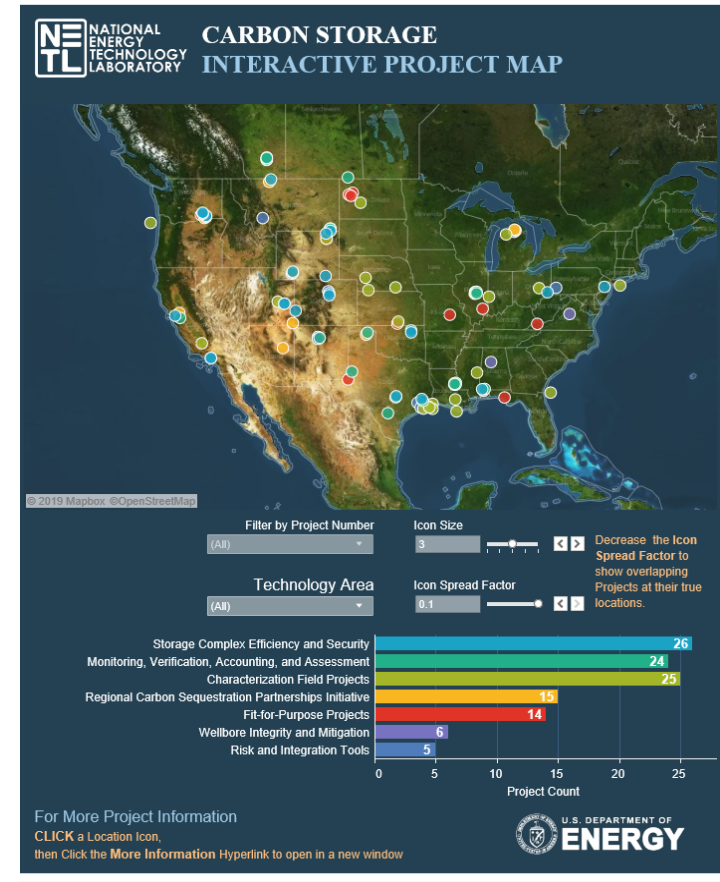 NETL
NATIONAL
ENERGY
TECHNOLOGY
LABORATORY
CARBON STORAGE
INTERACTIVE PROJECT MAP
Ontario
© 2019 Mapbox ©OpenStreetMap
Filter by Project Number
(All)
Icon Size
3
Decrease the Icon
Spread Factor to
show overlapping
Projects at their true
locations.
Technology Area
(All)
Icon Spread Factor
0.1
Storage Complex Efficiency and Security 26
Monitoring, Verification, Accounting, and Assessment 24
Characterization Field Projects 25
Regional Carbon Sequestration Partnerships Initiative 15
Fit-for-Purpose Projects 14
Wellbore Integrity and Mitigation 6
Risk and Integration Tools 5
0 5 10 15 20 25
Project Count
For More Project Information
CLICK a Location Icon,
then Click the More Information Hyperlink to open in a new window
U.S. DEPARTMENT OF
ENERGY